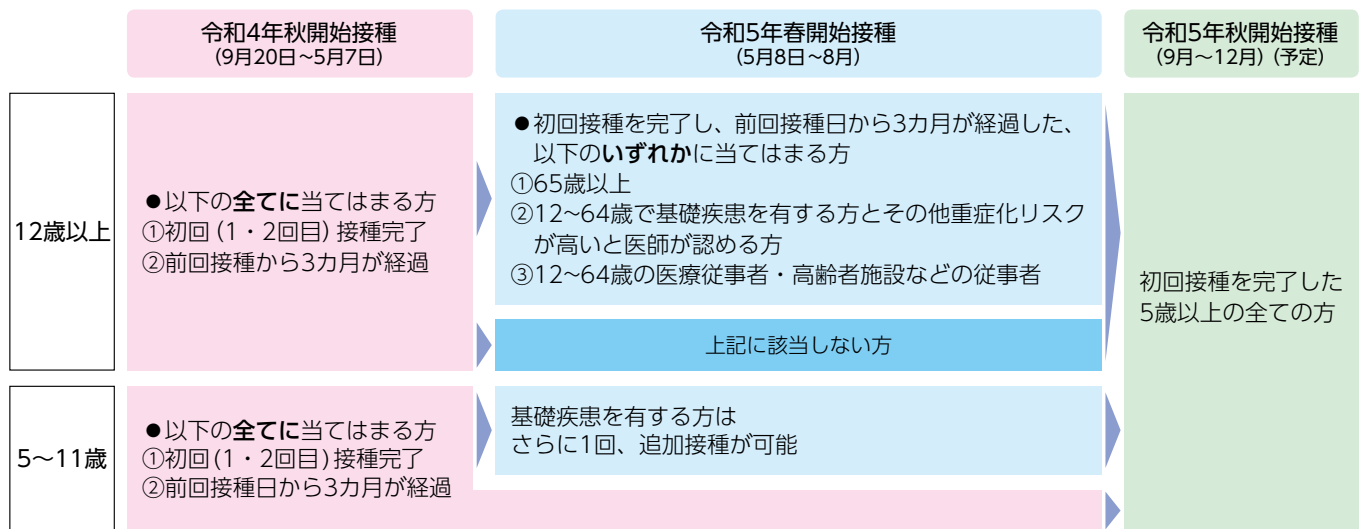 令和4年秋開始接種
(9月20日~5月7日)
令和5年春開始接種
(5月8日~8月)
令和5年秋開始接種
(9月~12月)(予定)
12歳以上
●以下の全てに当てはまる方
①初回(1・2回目)接種完了
②前回接種から3カ月が経過
●初回接種を完了し、前回接種日から3カ月が経過した、
以下のいずれかに当てはまる方
①65歳以上
②12~64歳で基礎疾患を有する方とその他重症化リスク
が高いと医師が認める方
③12~64歳の医療従事者・高齢者施設などの従事者
上記に該当しない方
初回接種を完了した
5歳以上の全ての方
5~11歳
●以下の全てに当てはまる方
①初回(1・2回目)接種完了
②前回接種日から3カ月が経過
基礎疾患を有する方は
さらに1回、追加接種が可能